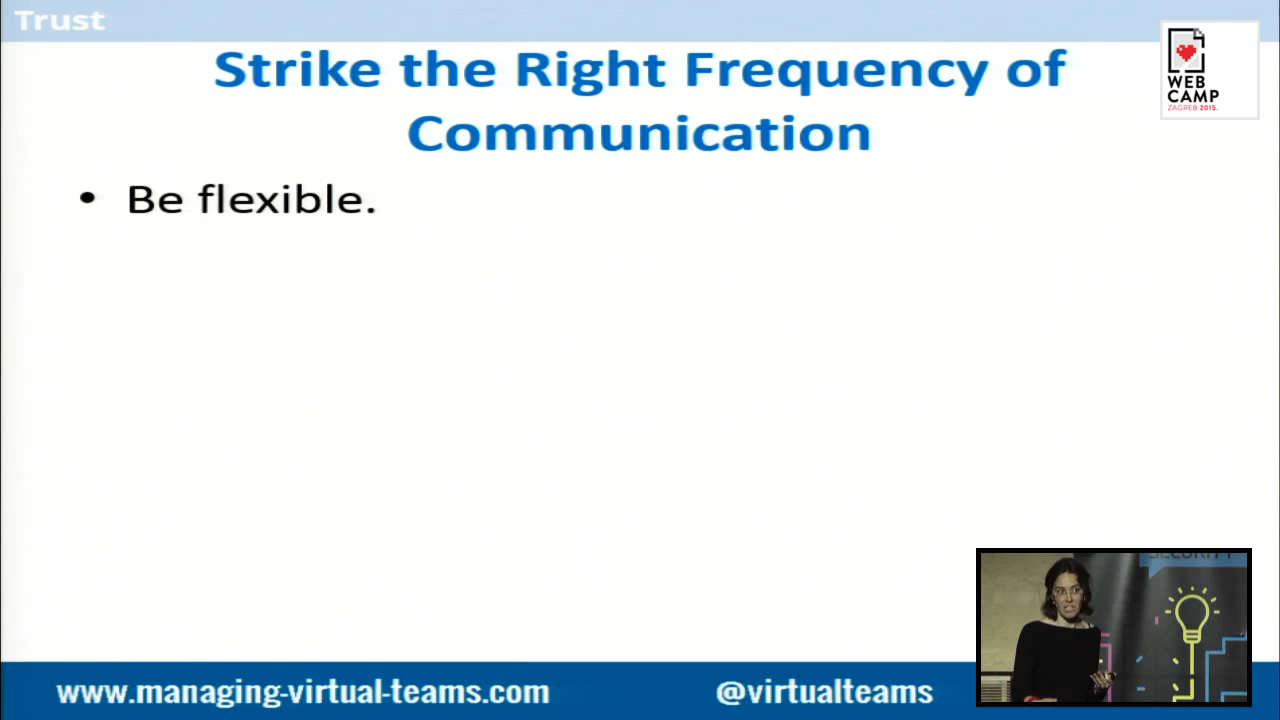 Trust
Strike the Right Frequency of
Communication
WEB
CAMP
ZAGREB 2015.
• Be flexible.
www.managing-virtual-teams.com
@virtualteams